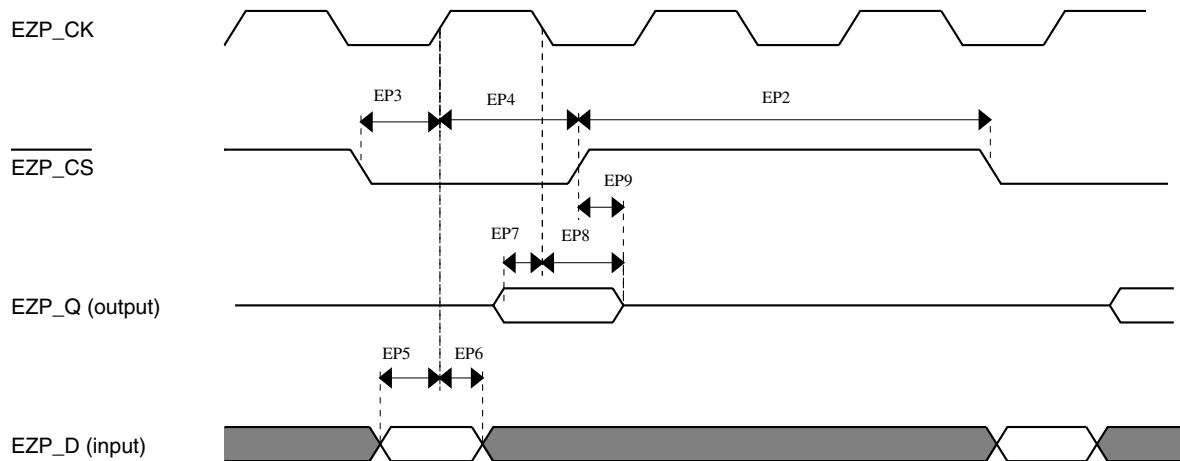 EZP_CK
EP3
EP4
EP2
EZP_CS
EP9
EP7
EP8
EZP_Q (output)
EP5
EP6
EZP_D (input)